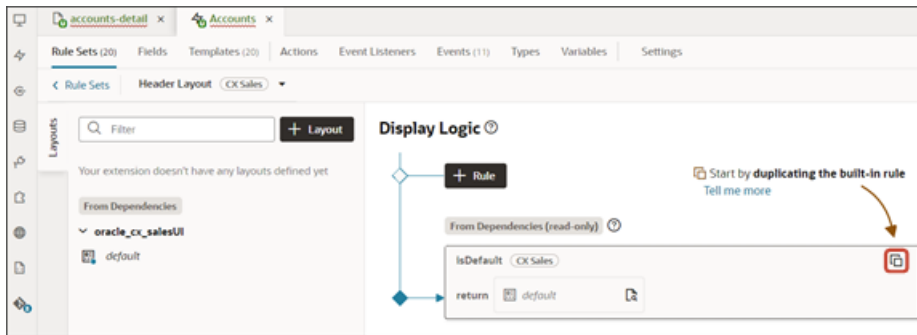 accounts-detail × Accounts ×
Rule Sets (20) Fields Templates (20) Actions Event Listeners Events (11) Types Variables Settings
Rule Sets Header Layout CX Sales
Layouts
Filter
+ Layout
Your extension doesn't have any layouts defined yet
From Dependencies
oracle_cx_salesUI
default
Display Logic
+ Rule
Start by duplicating the built-in rule
Tell me more
From Dependencies (read-only)
isDefault CX Sales
return default